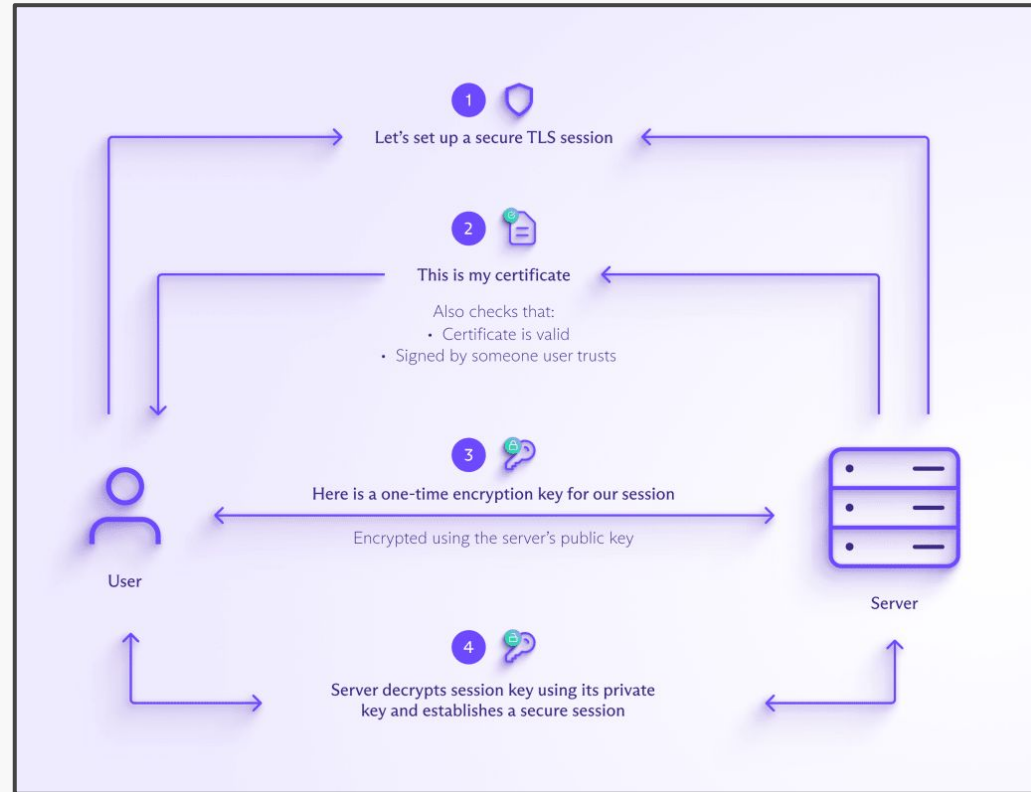 1
Let's set up a secure TLS session
2
This is my certificate
Also checks that:
• Certificate is valid
• Signed by someone user trusts
3
Here is a one-time encryption key for our session
Encrypted using the server's public key
User
Server
4
Server decrypts session key using its private
key and establishes a secure session